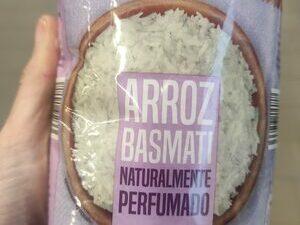 ARROZ
BASMATI
NATURALMENTE
PERFUMADO